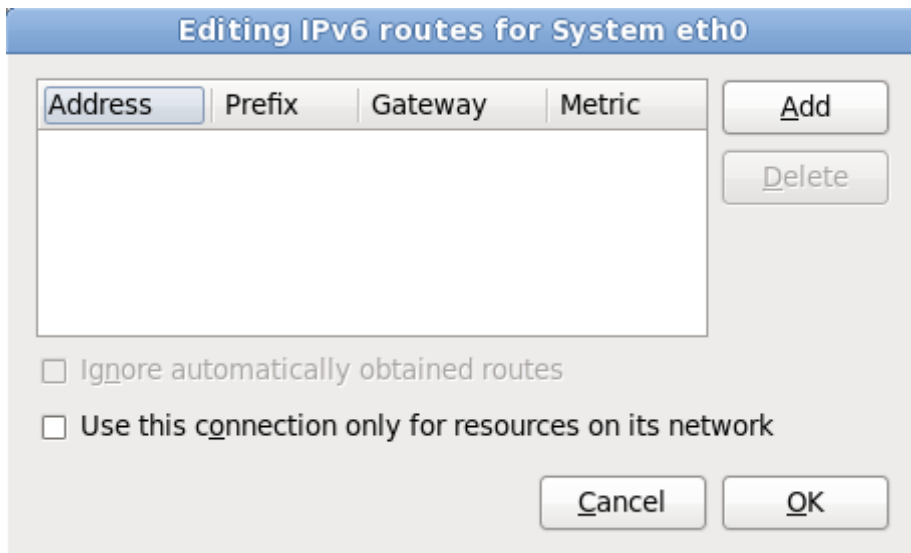 Editing IPv6 routes for System eth0
Address Prefix Gateway Metric
Add
Delete
Ignore automatically obtained routes
Use this connection only for resources on its network
Cancel OK